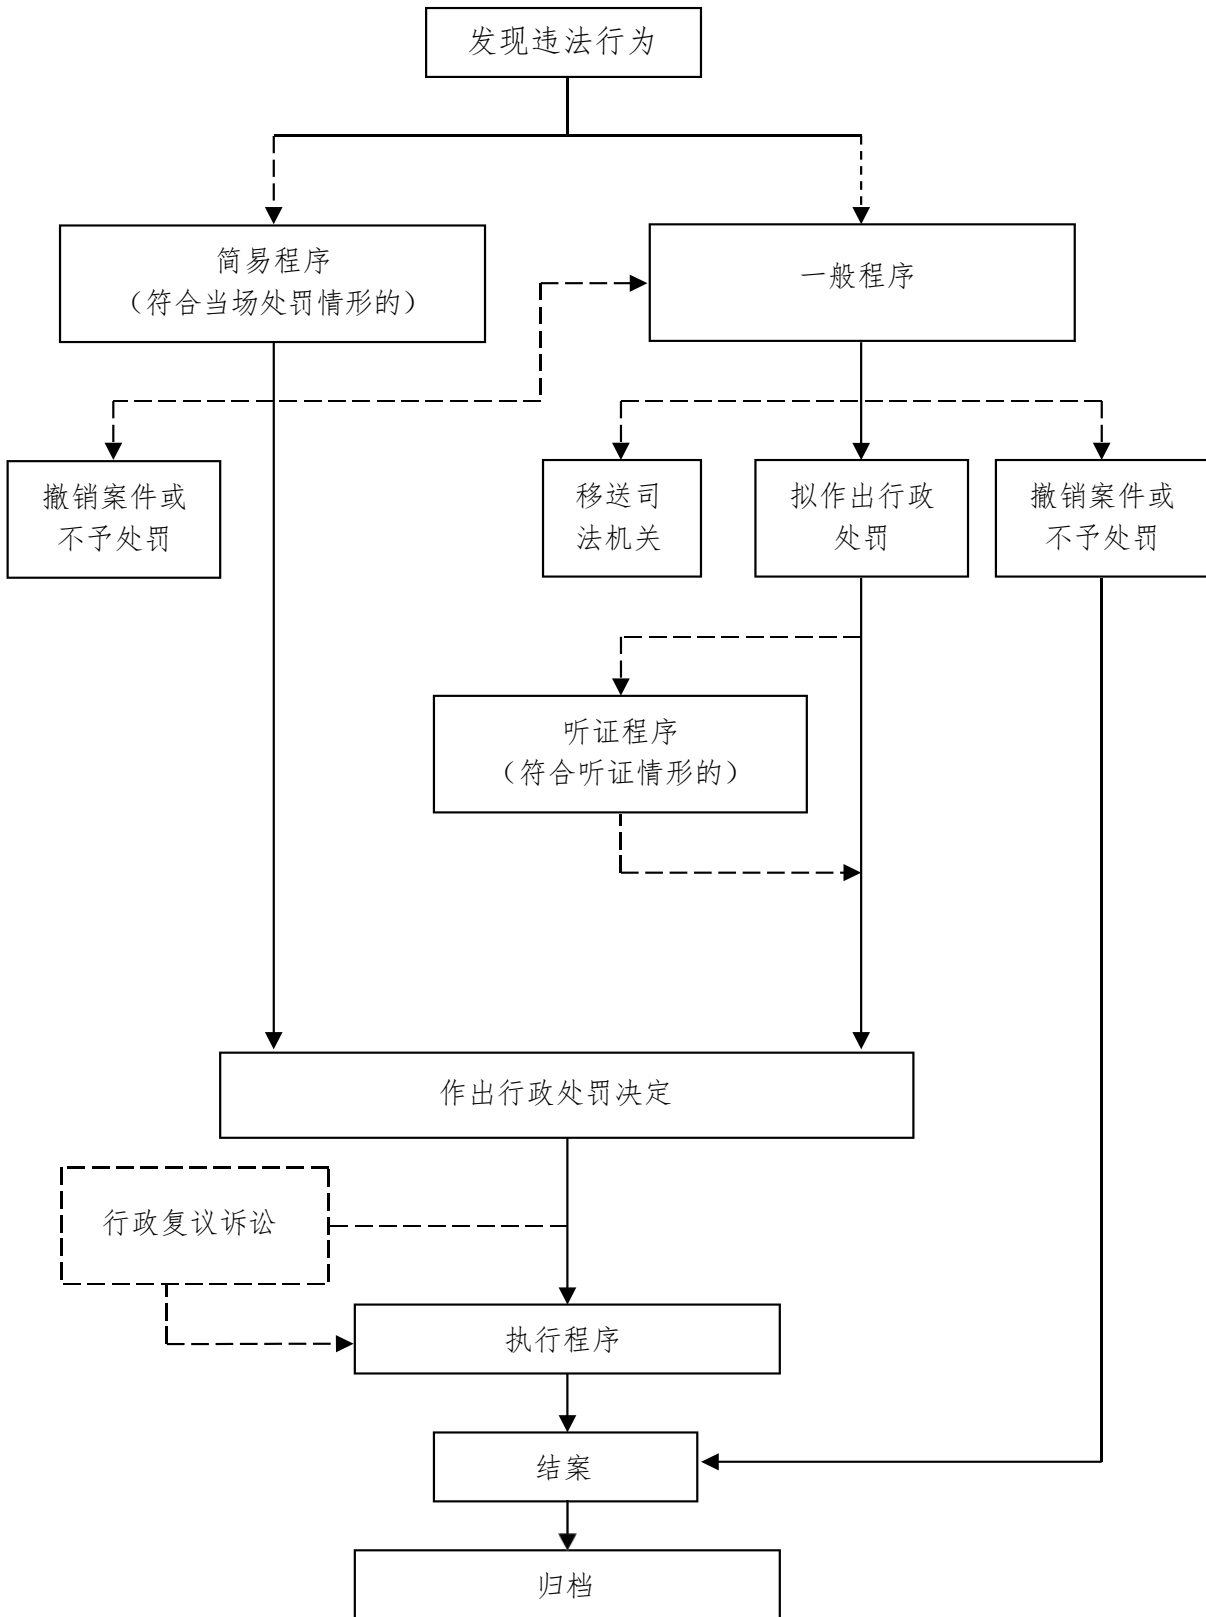 发现违法行为
简易程序
（符合当场处罚情形的）
一般程序
撤销案件或
不予处罚
移送司
法机关
拟作出行政
处罚
撤销案件或
不予处罚
听证程序
（符合听证情形的）
作出行政处罚决定
行政复议诉讼
执行程序
结案
归档